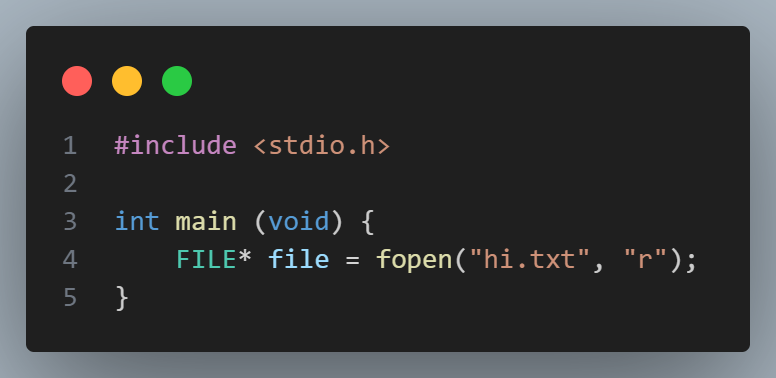 1 #include <stdio.h>
2
3 int main (void) {
4     FILE* file = fopen("hi.txt", "r");
5 }